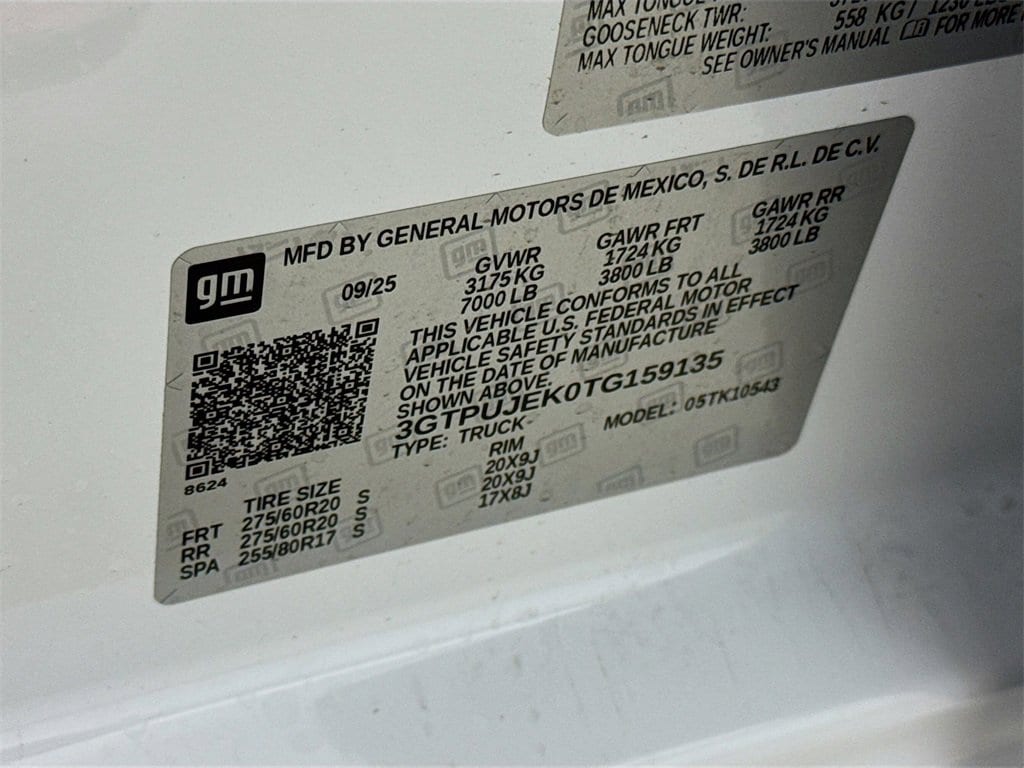 MAX TONGUE
GOOSENECK TWR:
MAX TONGUE WEIGHT: 558 KG /
SEE OWNER'S MANUAL FOR MORE
gm
MFD BY GENERAL MOTORS DE MEXICO, S. DE R.L. DE C.V.
09/25
GVWR GAWR FRT GAWR RR
3175 KG 1724 KG 1724 KG
7000 LB 3800 LB 3800 LB
THIS VEHICLE CONFORMS TO ALL
APPLICABLE U.S. FEDERAL MOTOR
VEHICLE SAFETY STANDARDS IN EFFECT
ON THE DATE OF MANUFACTURE
SHOWN ABOVE.
3GTPUJEK0TG159135
TYPE: TRUCK MODEL: 05TK10543
8624
TIRE SIZE RIM
FRT 275/60R20 S 20X9J
RR 275/60R20 S 20X9J
SPA 255/80R17 S 17X8J